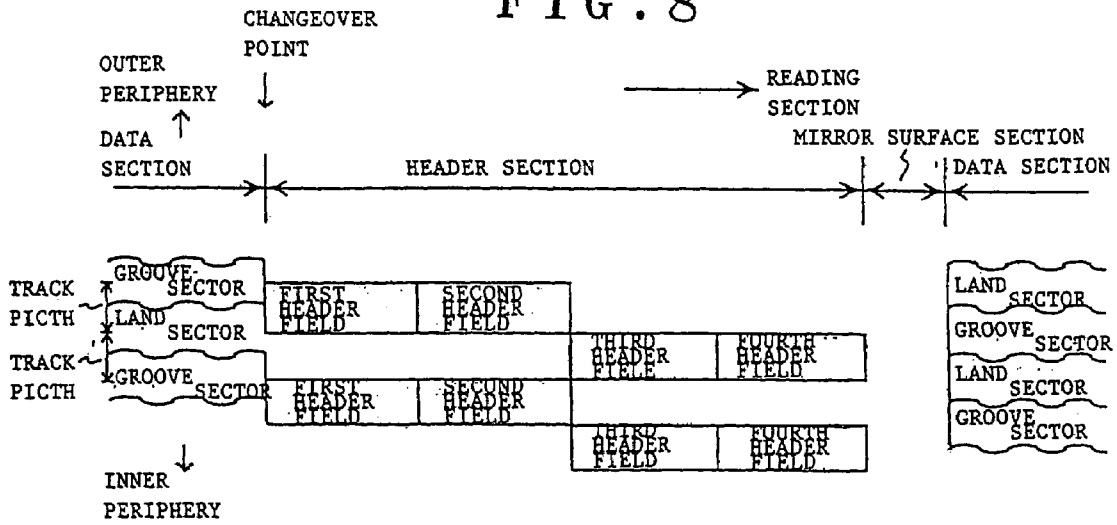 FIG. 8
CHANGEOVER
POINT
OUTER
PERIPHERY
READING
SECTION
DATA
SECTION
HEADER SECTION
MIRROR SURFACE SECTION
DATA SECTION
TRACK
PICTH
TRACK
PICTH
GROOVE
SECTOR
LAND
SECTOR
GROOVE
SECTOR
FIRST
HEADER
FIELD
SECOND
HEADER
FIELD
THIRD
HEADER
FIELE
FOURTH
HEADER
FIELD
FIRST
HEADER
FIELD
SECOND
HEADER
FIELD
THIRD
HEADER
FIELD
FOURTH
HEADER
FIELD
LAND
SECTOR
GROOVE
SECTOR
LAND
SECTOR
GROOVE
SECTOR
INNER
PERIPHERY